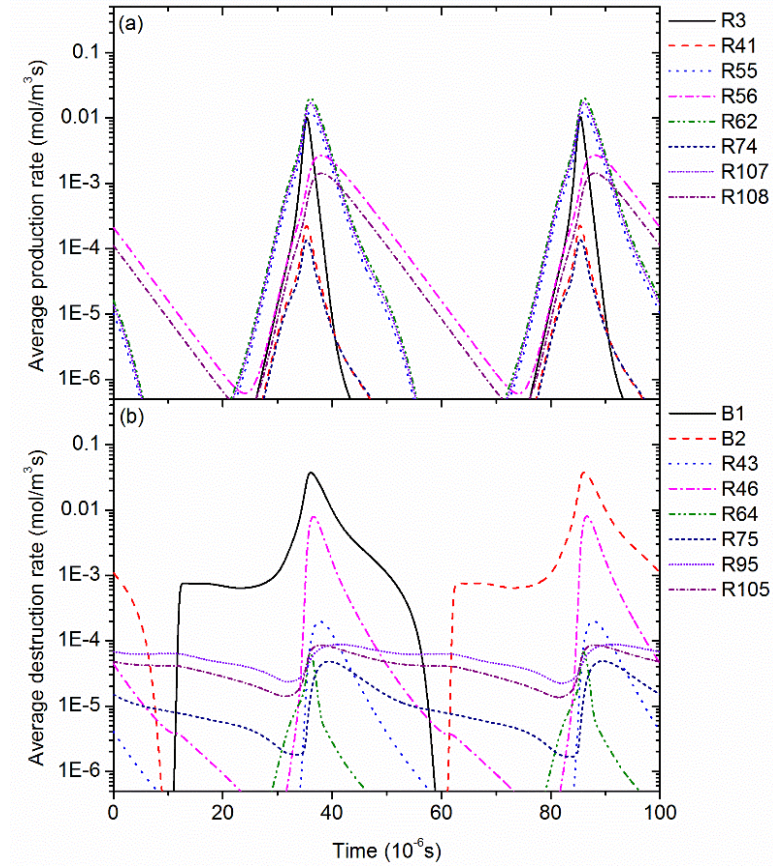 (a)
Average production rate (mol/m³s)
0.1
0.01
1E-3
1E-4
1E-5
1E-6
R3
R41
R55
R56
R62
R74
R107
R108
(b)
Average destruction rate (mol/m³s)
0.1
0.01
1E-3
1E-4
1E-5
1E-6
B1
B2
R43
R46
R64
R75
R95
R105
0 20 40 60 80 100
Time (10⁻⁶s)